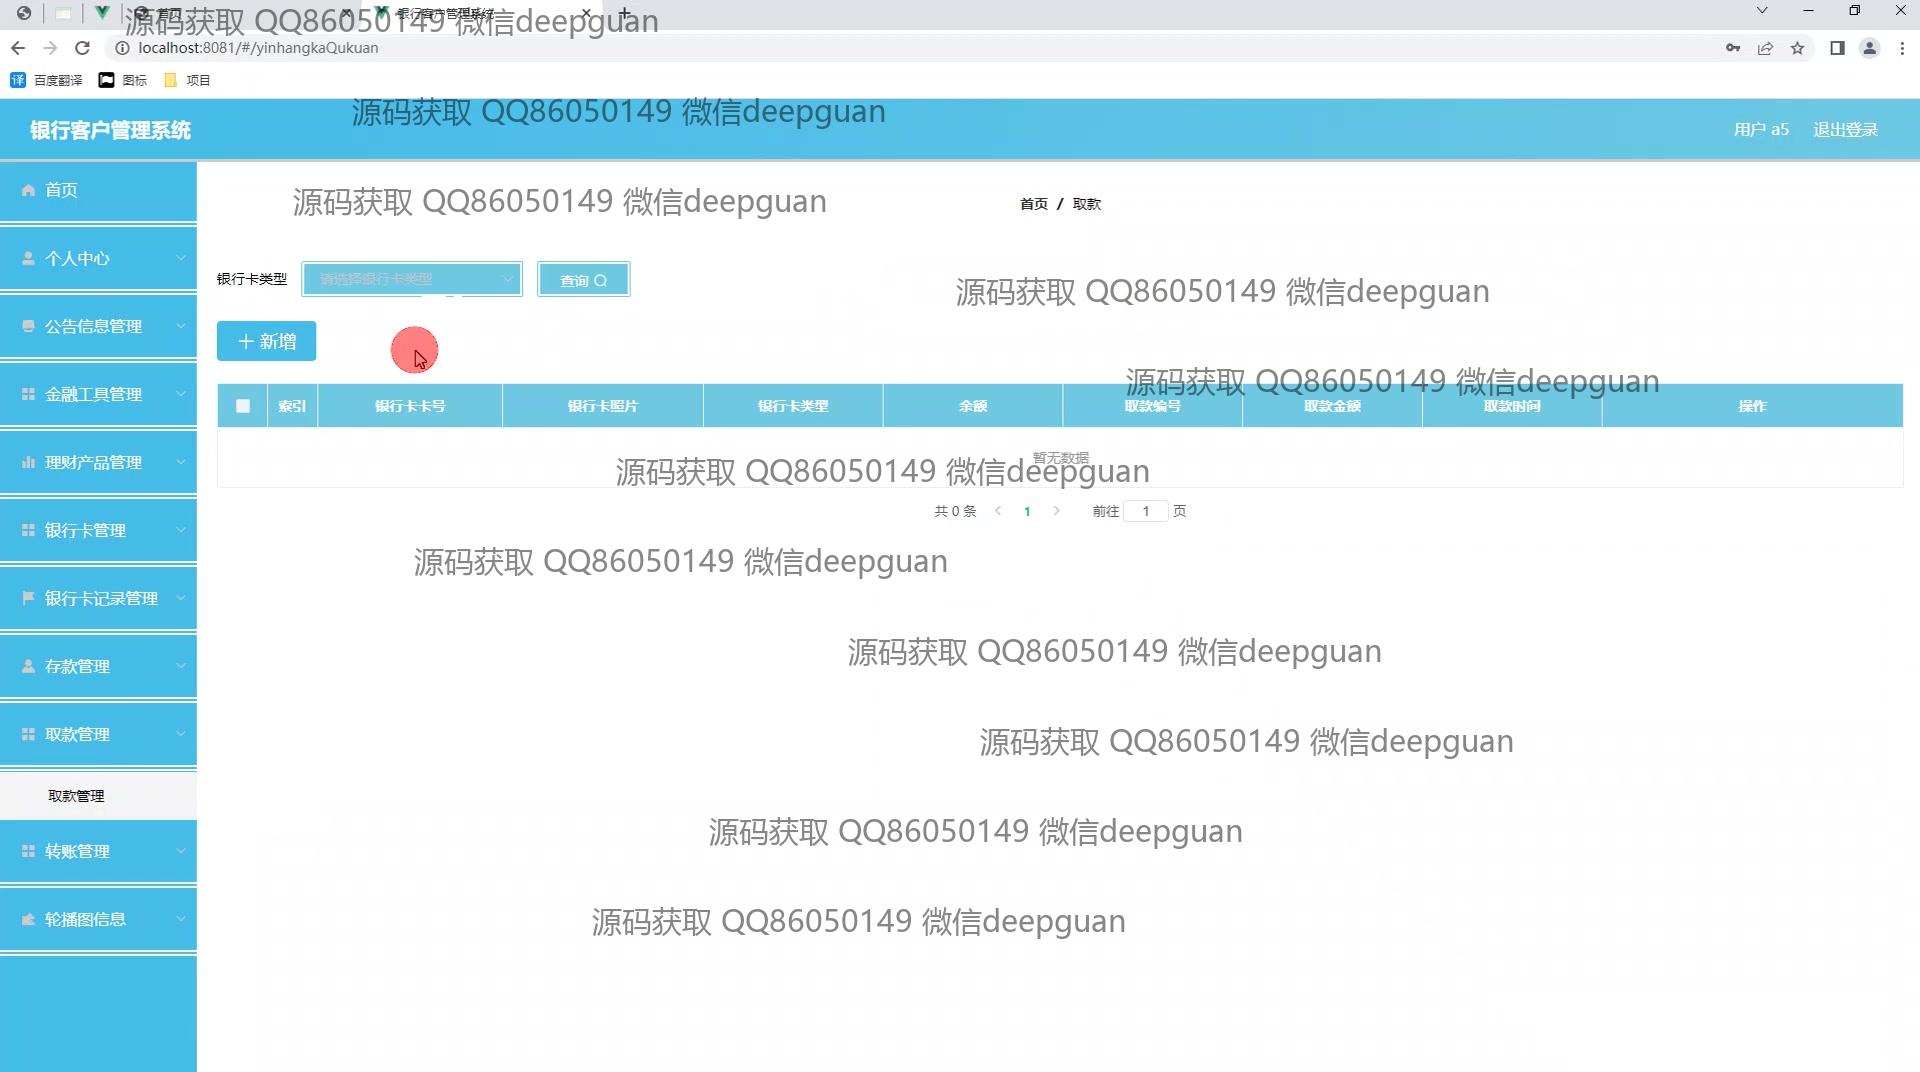 首页
银行客户管理系统
源码获取 QQ86050149 微信deepguan
localhost:8081/#/yinhangkaQukuan
百度翻译 图标 项目
源码获取 QQ86050149 微信deepguan
银行客户管理系统
用户 a5 退出登录
源码获取 QQ86050149 微信deepguan
首页 / 取款
首页
个人中心
公告信息管理
金融工具管理
理财产品管理
银行卡管理
银行卡记录管理
存款管理
取款管理
取款管理
转账管理
轮播图信息
银行卡类型 请选择银行卡类型 查询
源码获取 QQ86050149 微信deepguan
+ 新增
源码获取 QQ86050149 微信deepguan
索引 银行卡卡号 银行卡照片 银行卡类型 余额 取款编号 取款金额 取款时间 操作
暂无数据
源码获取 QQ86050149 微信deepguan
共 0 条 < 1 > 前往 1 页
源码获取 QQ86050149 微信deepguan
源码获取 QQ86050149 微信deepguan
源码获取 QQ86050149 微信deepguan
源码获取 QQ86050149 微信deepguan
源码获取 QQ86050149 微信deepguan